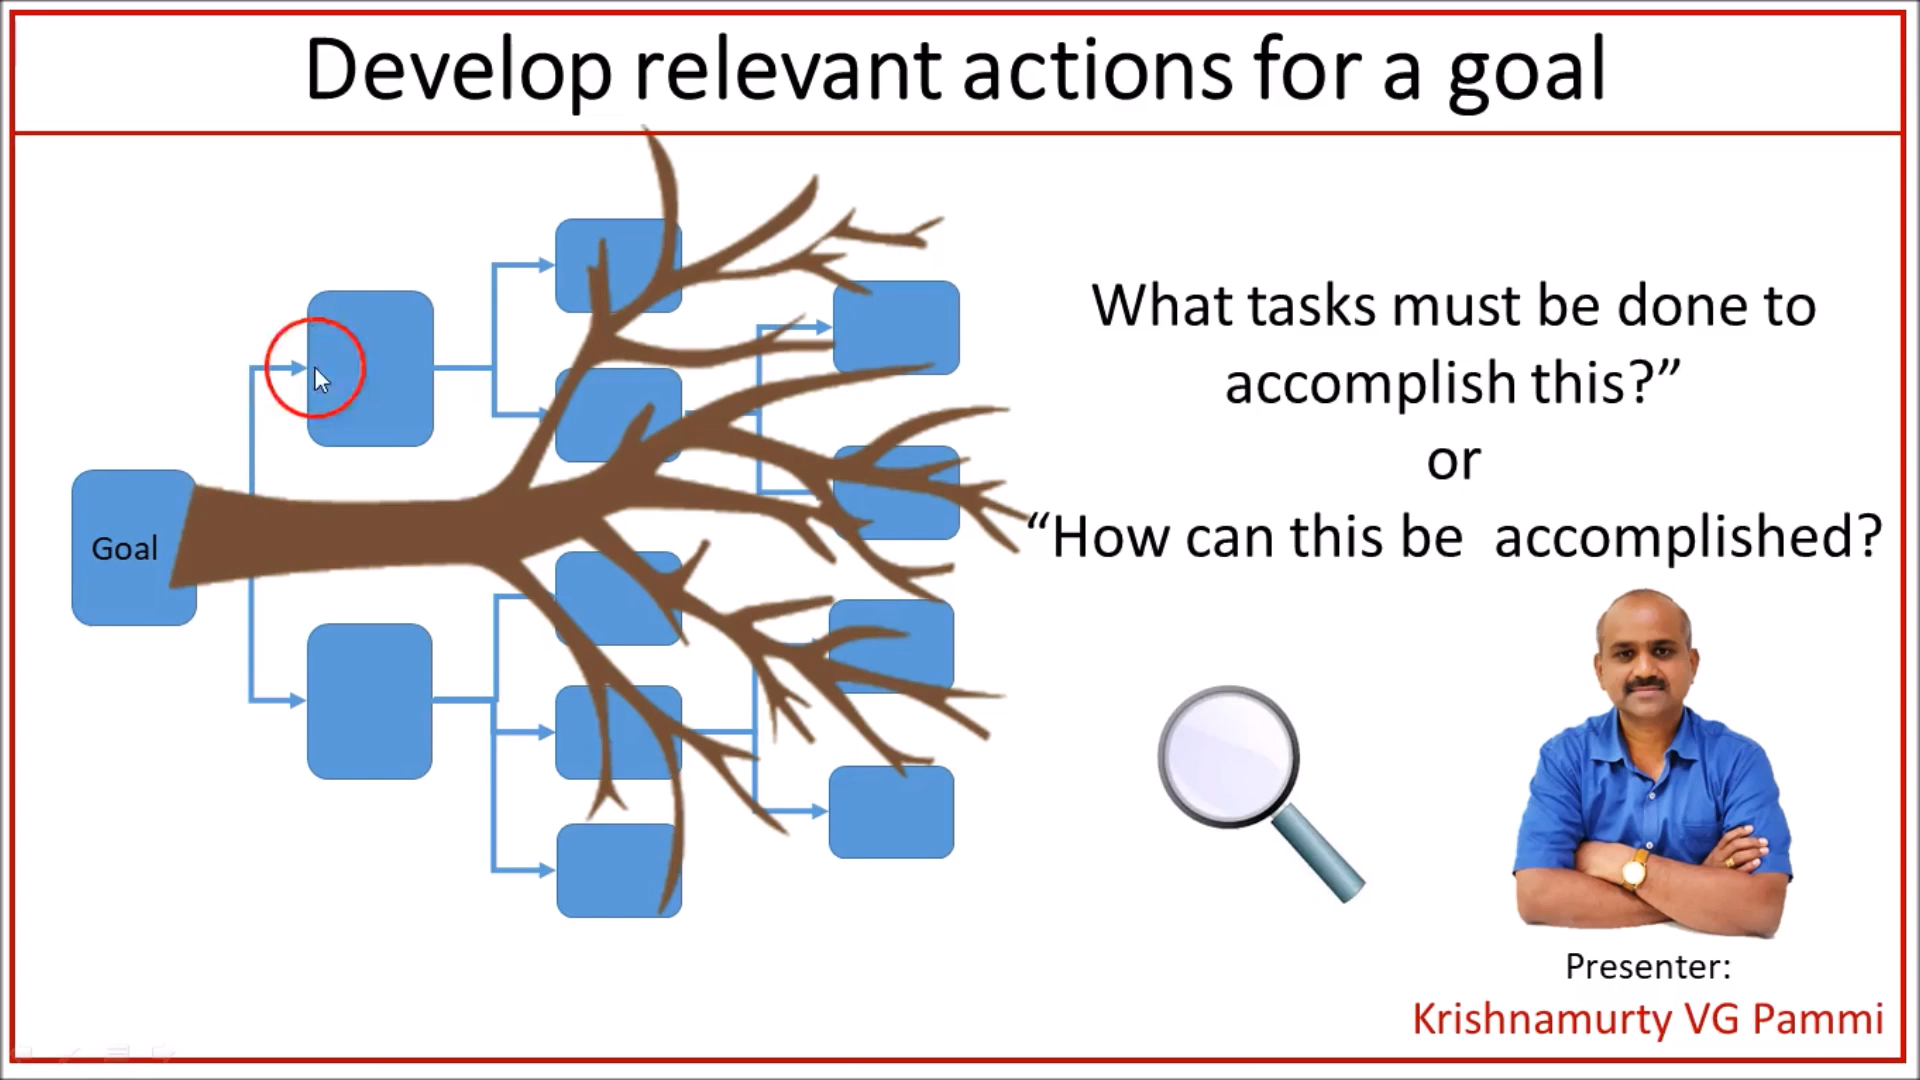 Develop relevant actions for a goal
Goal
What tasks must be done to
accomplish this?”
or
“How can this be accomplished?
Presenter:
Krishnamurty VG Pammi